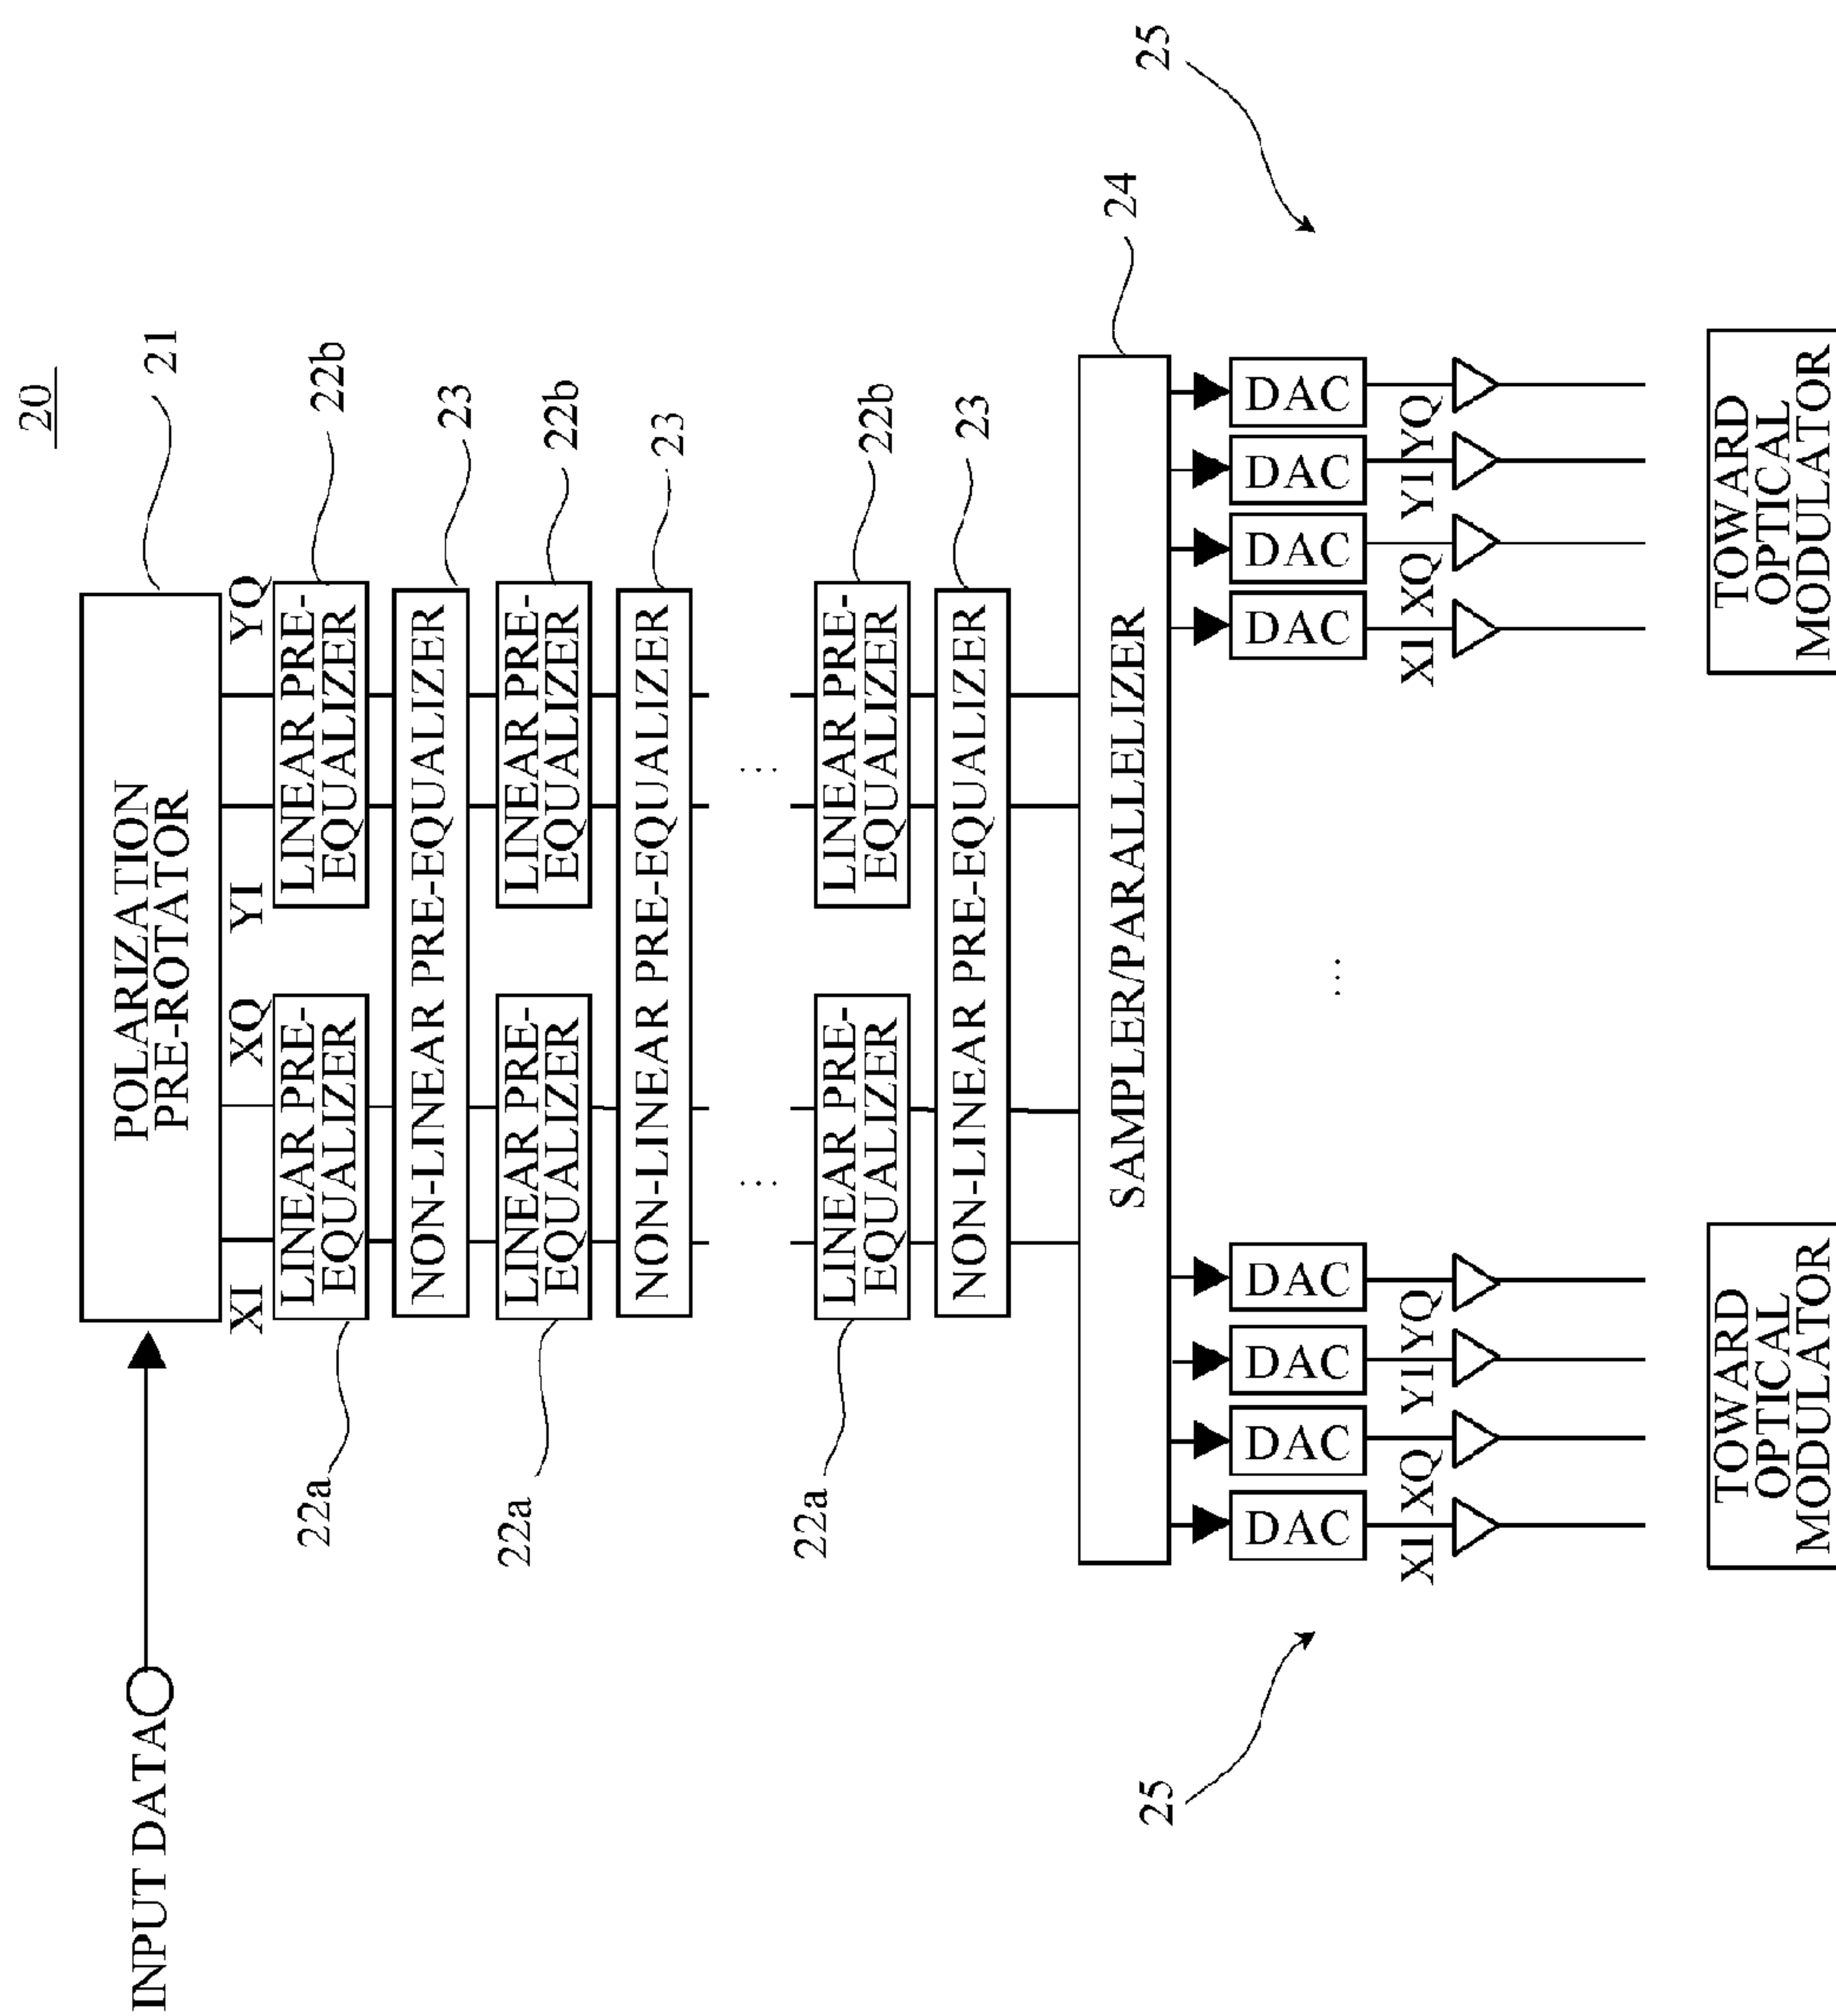 20
INPUT DATA
POLARIZATION
PRE-ROTATOR
21
XI
XQ
YI
YQ
22a
LINEAR PRE-
EQUALIZER
LINEAR PRE-
EQUALIZER
22b
NON-LINEAR PRE-EQUALIZER
23
22a
LINEAR PRE-
EQUALIZER
LINEAR PRE-
EQUALIZER
22b
NON-LINEAR PRE-EQUALIZER
23
...
...
22a
LINEAR PRE-
EQUALIZER
LINEAR PRE-
EQUALIZER
22b
NON-LINEAR PRE-EQUALIZER
23
SAMPLER/PARALLELIZER
24
25
DAC
DAC
DAC
DAC
...
DAC
DAC
DAC
DAC
25
XI
XQ
YI
YQ
XI
XQ
YI
YQ
TOWARD
OPTICAL
MODULATOR
TOWARD
OPTICAL
MODULATOR